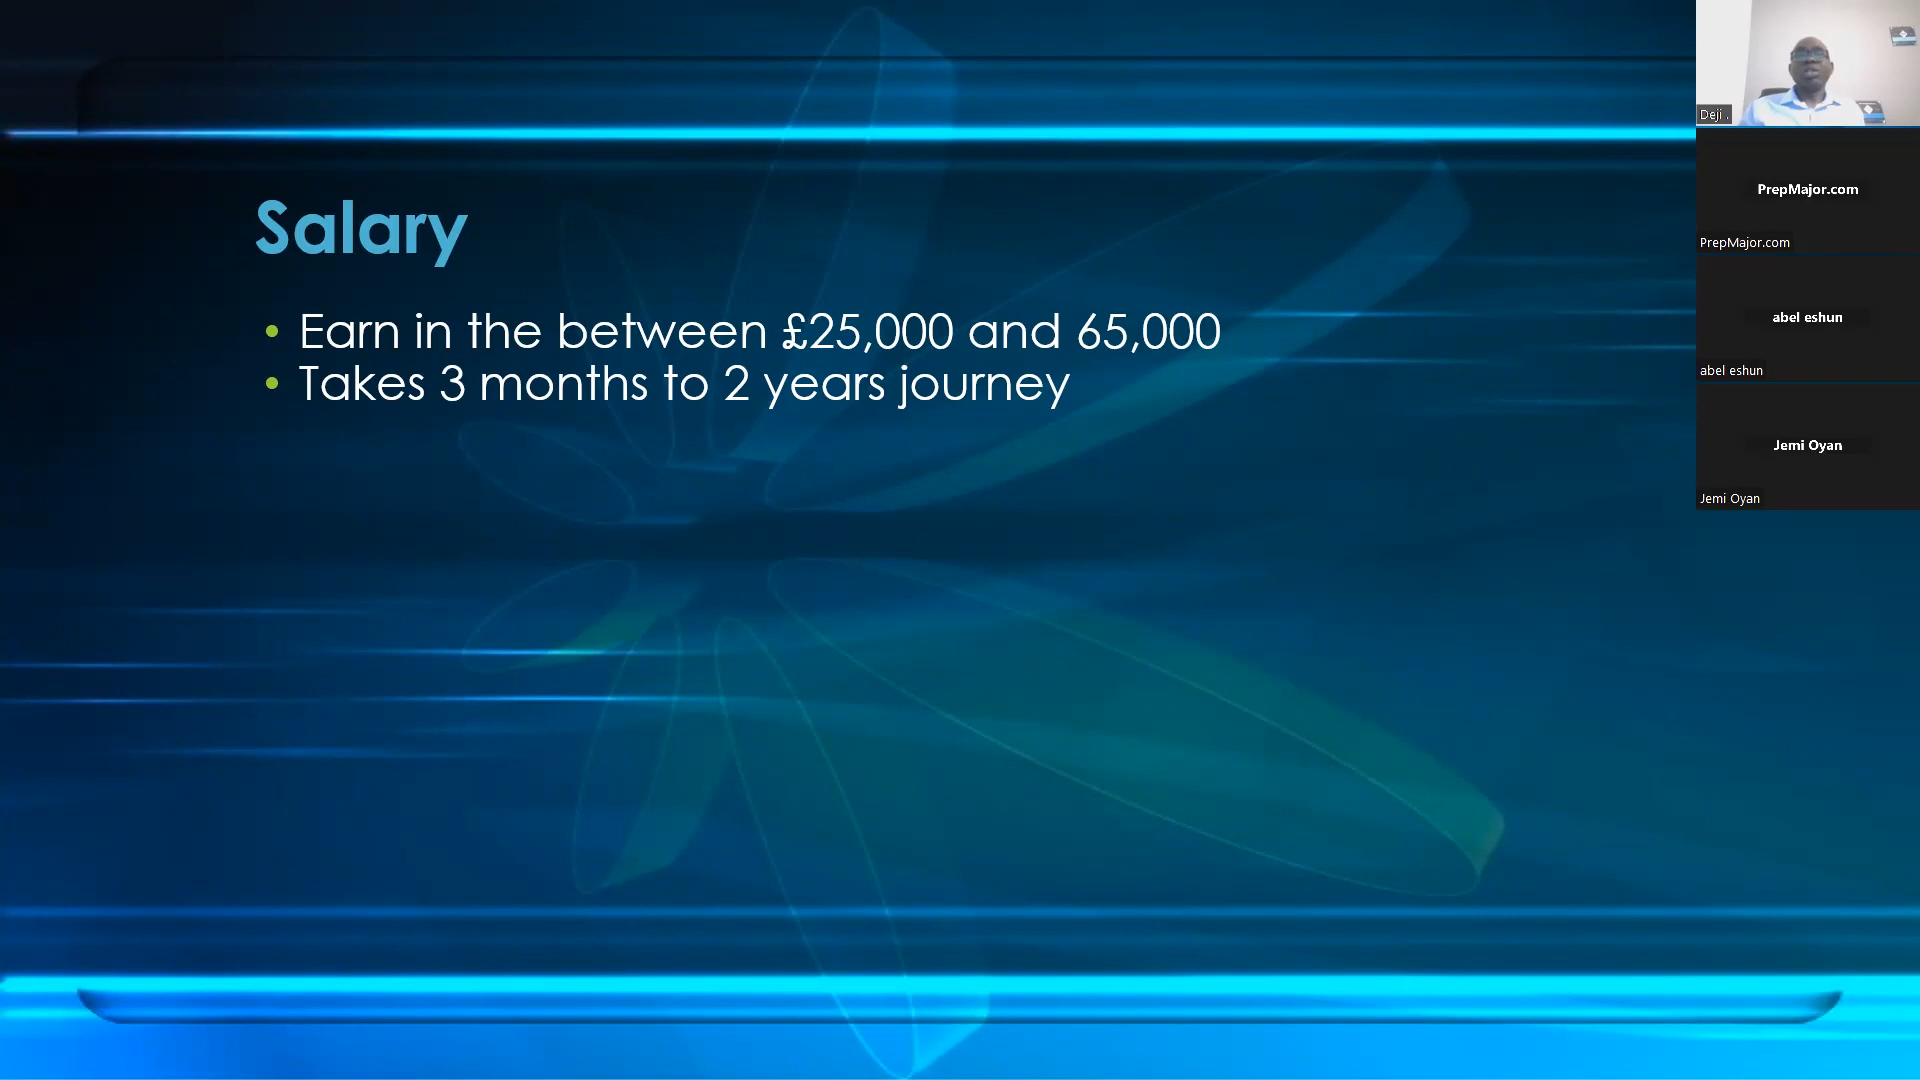 Salary
• Earn in the between £25,000 and 65,000
• Takes 3 months to 2 years journey
Deji .
PrepMajor.com
PrepMajor.com
abel eshun
abel eshun
Jemi Oyan
Jemi Oyan